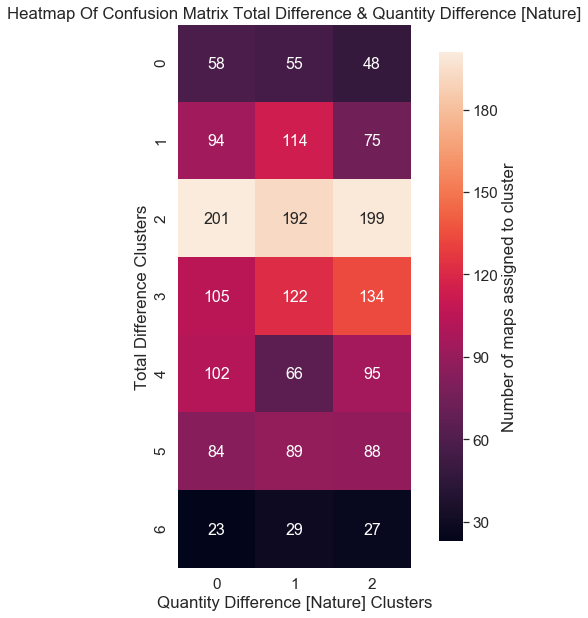 Heatmap Of Confusion Matrix Total Difference & Quantity Difference [Nature]
0 58 55 48
1 94 114 75
2 201 192 199
3 105 122 134
4 102 66 95
5 84 89 88
6 23 29 27
0 1 2
Quantity Difference [Nature] Clusters
Total Difference Clusters
180
150
120
90
60
30
Number of maps assigned to cluster